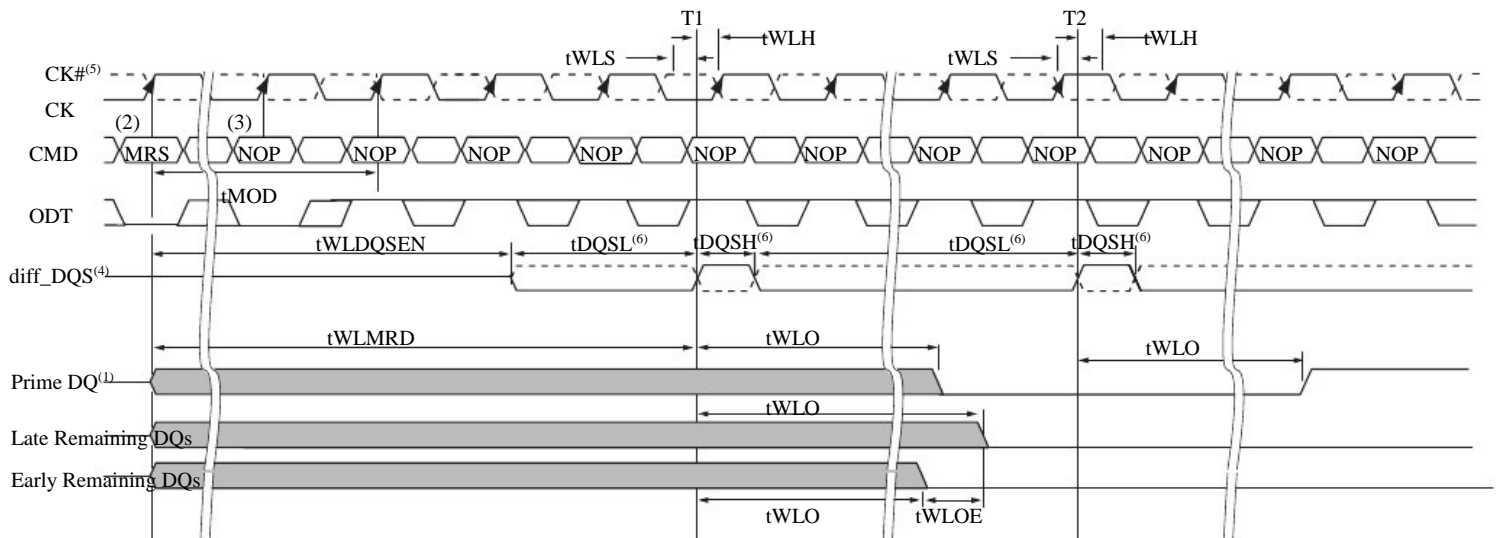 T1 T2
tWLH tWLH
tWLS tWLS
CK#(5)
CK
(2) (3)
CMD MRS NOP NOP NOP NOP NOP NOP NOP NOP NOP NOP NOP
tMOD
ODT
tWLDQSEN tDQSL(6) tDQSH(6) tDQSL(6) tDQSH(6)
diff_DQS(4)
tWLMRD tWLO
tWLO
Prime DQ(1)
tWLO
Late Remaining DQs
Early Remaining DQs
tWLO tWLOE